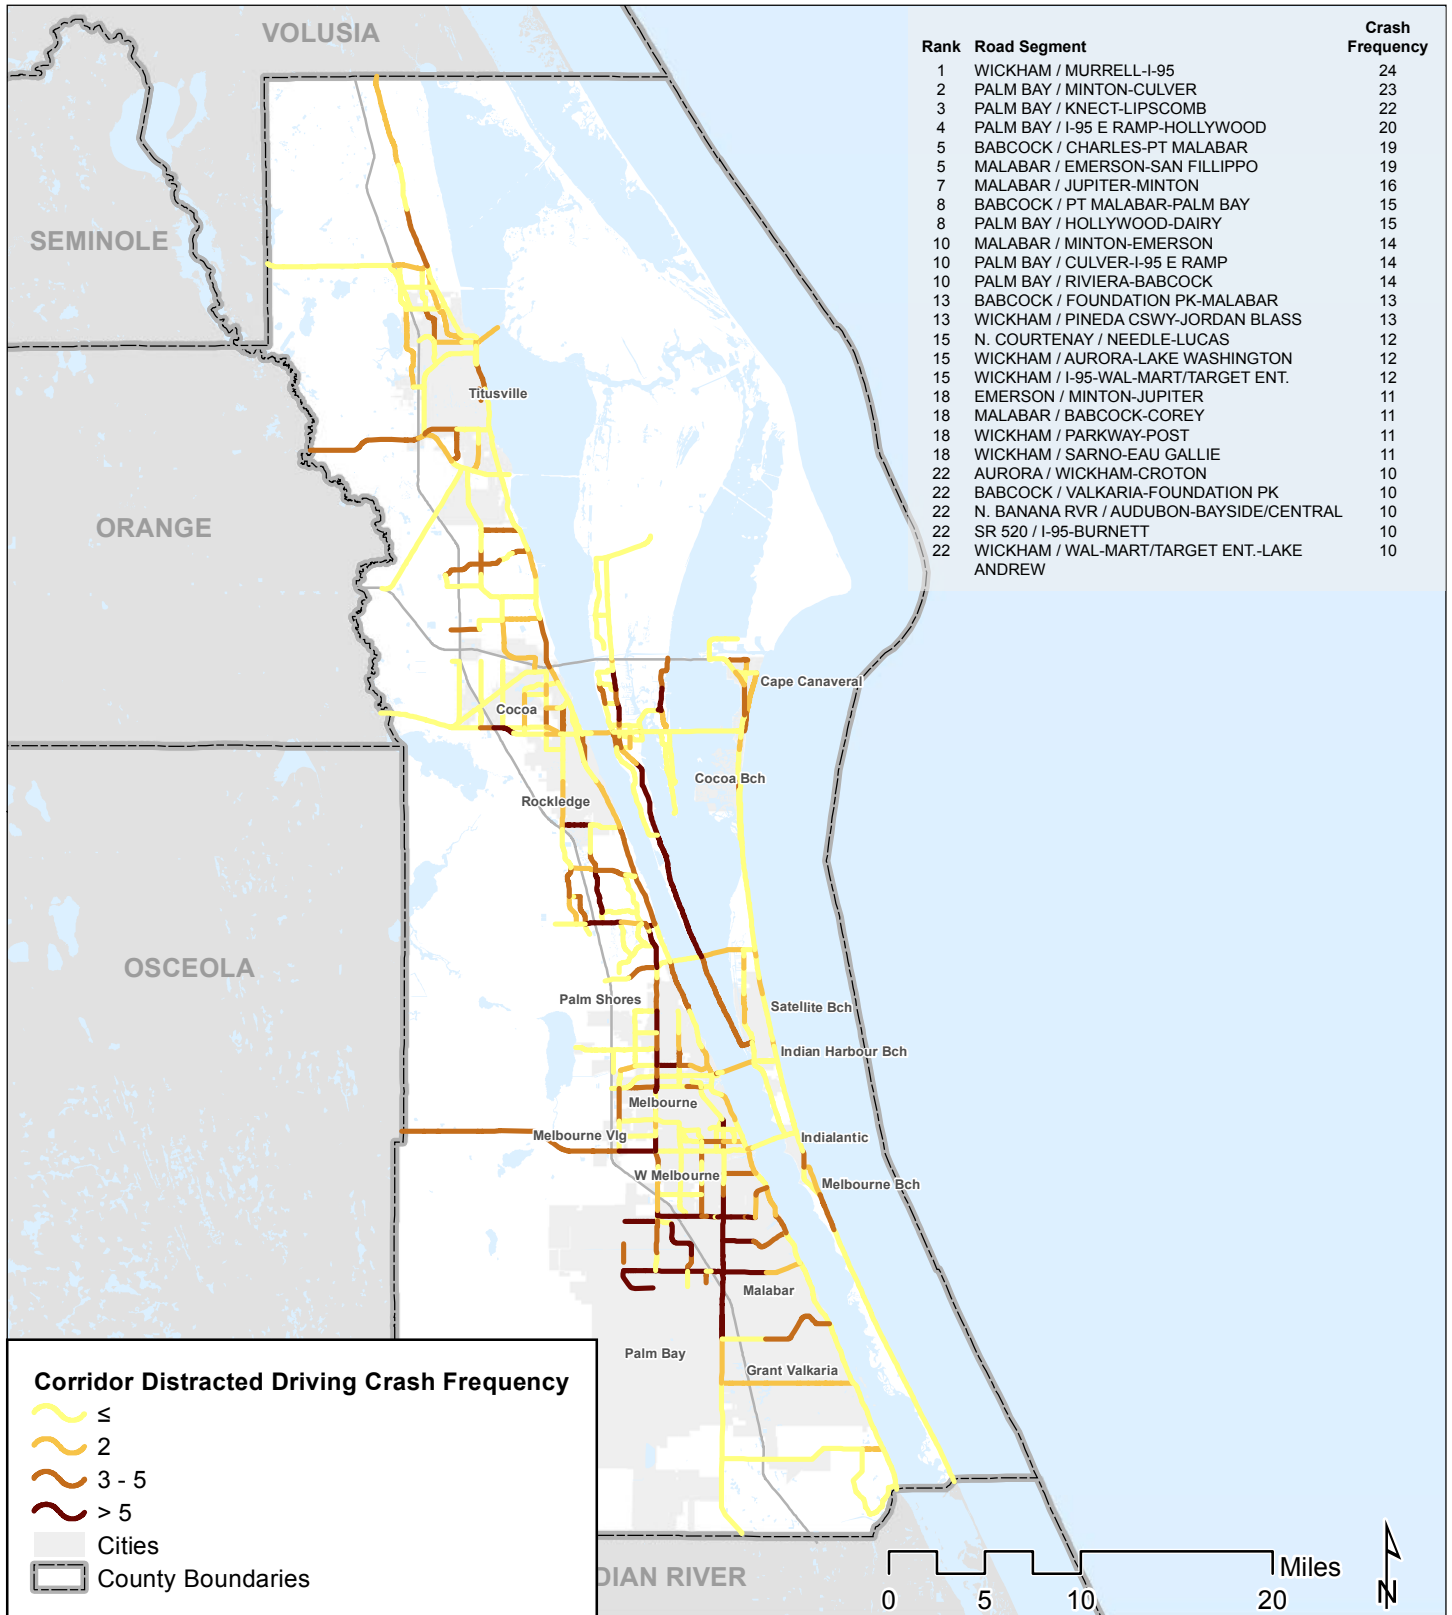 VOLUSIA
SEMINOLE
ORANGE
OSCEOLA
DIAN RIVER
Crash
Rank Road Segment Frequency
1 WICKHAM / MURRELL-I-95 24
2 PALM BAY / MINTON-CULVER 23
3 PALM BAY / KNECT-LIPSCOMB 22
4 PALM BAY / I-95 E RAMP-HOLLYWOOD 20
5 BABCOCK / CHARLES-PT MALABAR 19
5 MALABAR / EMERSON-SAN FILLIPPO 19
7 MALABAR / JUPITER-MINTON 16
8 BABCOCK / PT MALABAR-PALM BAY 15
8 PALM BAY / HOLLYWOOD-DAIRY 15
10 MALABAR / MINTON-EMERSON 14
10 PALM BAY / CULVER-I-95 E RAMP 14
10 PALM BAY / RIVIERA-BABCOCK 14
13 BABCOCK / FOUNDATION PK-MALABAR 13
13 WICKHAM / PINEDA CSWY-JORDAN BLASS 13
15 N. COURTENAY / NEEDLE-LUCAS 12
15 WICKHAM / AURORA-LAKE WASHINGTON 12
15 WICKHAM / I-95-WAL-MART/TARGET ENT. 12
18 EMERSON / MINTON-JUPITER 11
18 MALABAR / BABCOCK-COREY 11
18 WICKHAM / PARKWAY-POST 11
18 WICKHAM / SARNO-EAU GALLIE 11
22 AURORA / WICKHAM-CROTON 10
22 BABCOCK / VALKARIA-FOUNDATION PK 10
22 N. BANANA RVR / AUDUBON-BAYSIDE/CENTRAL 10
22 SR 520 / I-95-BURNETT 10
22 WICKHAM / WAL-MART/TARGET ENT.-LAKE 10
ANDREW
Titusville
Cape Canaveral
Cocoa
Cocoa Bch
Rockledge
Palm Shores
Satellite Bch
Indian Harbour Bch
Melbourne
Melbourne Vlg
Indialantic
W Melbourne
Melbourne Bch
Malabar
Palm Bay
Grant Valkaria
Corridor Distracted Driving Crash Frequency
≤
2
3 - 5
> 5
Cities
County Boundaries
Miles
0 5 10 20
N